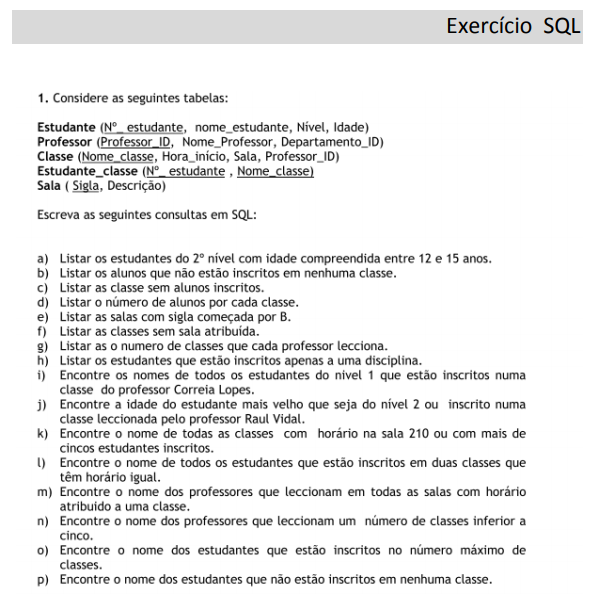 Exercício SQL
1. Considere as seguintes tabelas:
Estudante (Nº_ estudante, nome_estudante, Nível, Idade)
Professor (Professor_ID, Nome_Professor, Departamento_ID)
Classe (Nome_classe, Hora_início, Sala, Professor_ID)
Estudante_classe (Nº_ estudante , Nome_classe)
Sala ( Sigla, Descrição)
Escreva as seguintes consultas em SQL:
a) Listar os estudantes do 2º nível com idade compreendida entre 12 e 15 anos.
b) Listar os alunos que não estão inscritos em nenhuma classe.
c) Listar as classe sem alunos inscritos.
d) Listar o número de alunos por cada classe.
e) Listar as salas com sigla começada por B.
f) Listar as classes sem sala atribuída.
g) Listar as o numero de classes que cada professor lecciona.
h) Listar os estudantes que estão inscritos apenas a uma disciplina.
i) Encontre os nomes de todos os estudantes do nivel 1 que estão inscritos numa
classe do professor Correia Lopes.
j) Encontre a idade do estudante mais velho que seja do nível 2 ou inscrito numa
classe leccionada pelo professor Raul Vidal.
k) Encontre o nome de todas as classes com horário na sala 210 ou com mais de
cincos estudantes inscritos.
l) Encontre o nome de todos os estudantes que estão inscritos em duas classes que
têm horário igual.
m) Encontre o nome dos professores que leccionam em todas as salas com horário
atribuido a uma classe.
n) Encontre o nome dos professores que leccionam um número de classes inferior a
cinco.
o) Encontre o nome dos estudantes que estão inscritos no número máximo de
classes.
p) Encontre o nome dos estudantes que não estão inscritos em nenhuma classe.